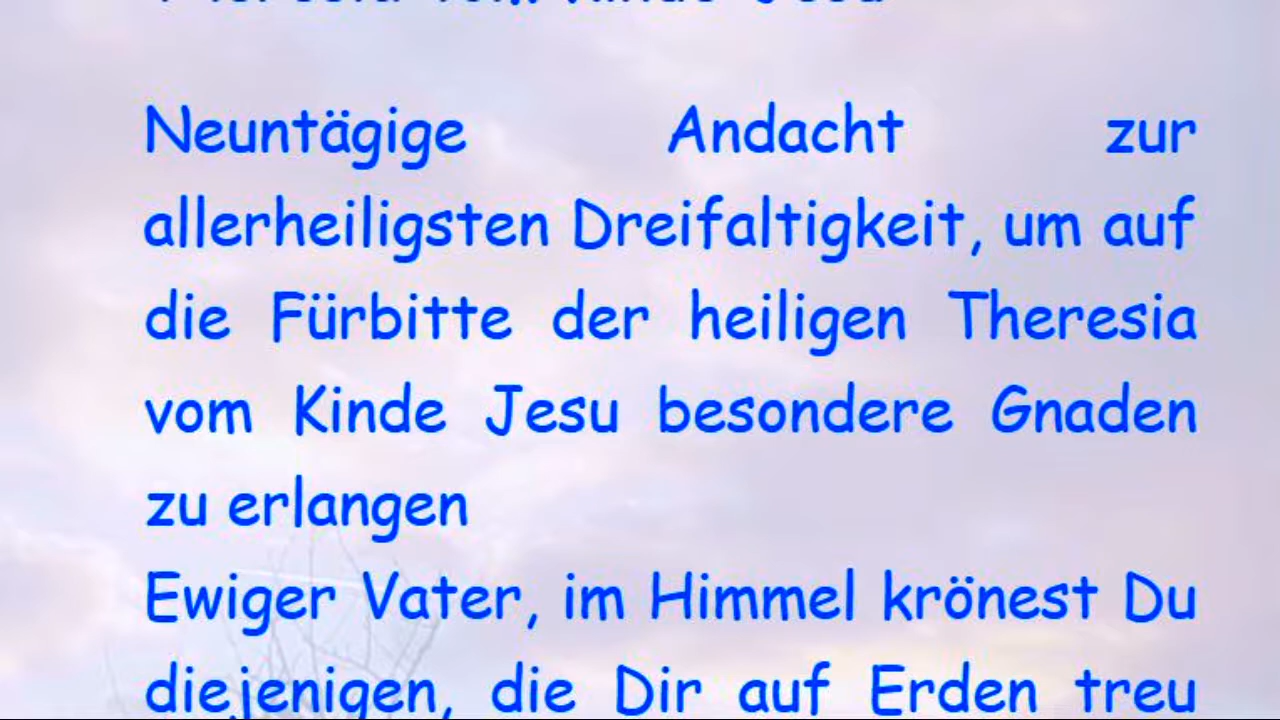 Neuntägige Andacht zur
allerheiligsten Dreifaltigkeit, um auf
die Fürbitte der heiligen Theresia
vom Kinde Jesu besondere Gnaden
zu erlangen
Ewiger Vater, im Himmel krönest Du
diejenigen, die Dir auf Erden treu